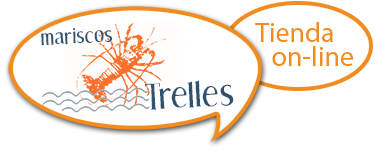 mariscos
Trelles
Tienda
on-line